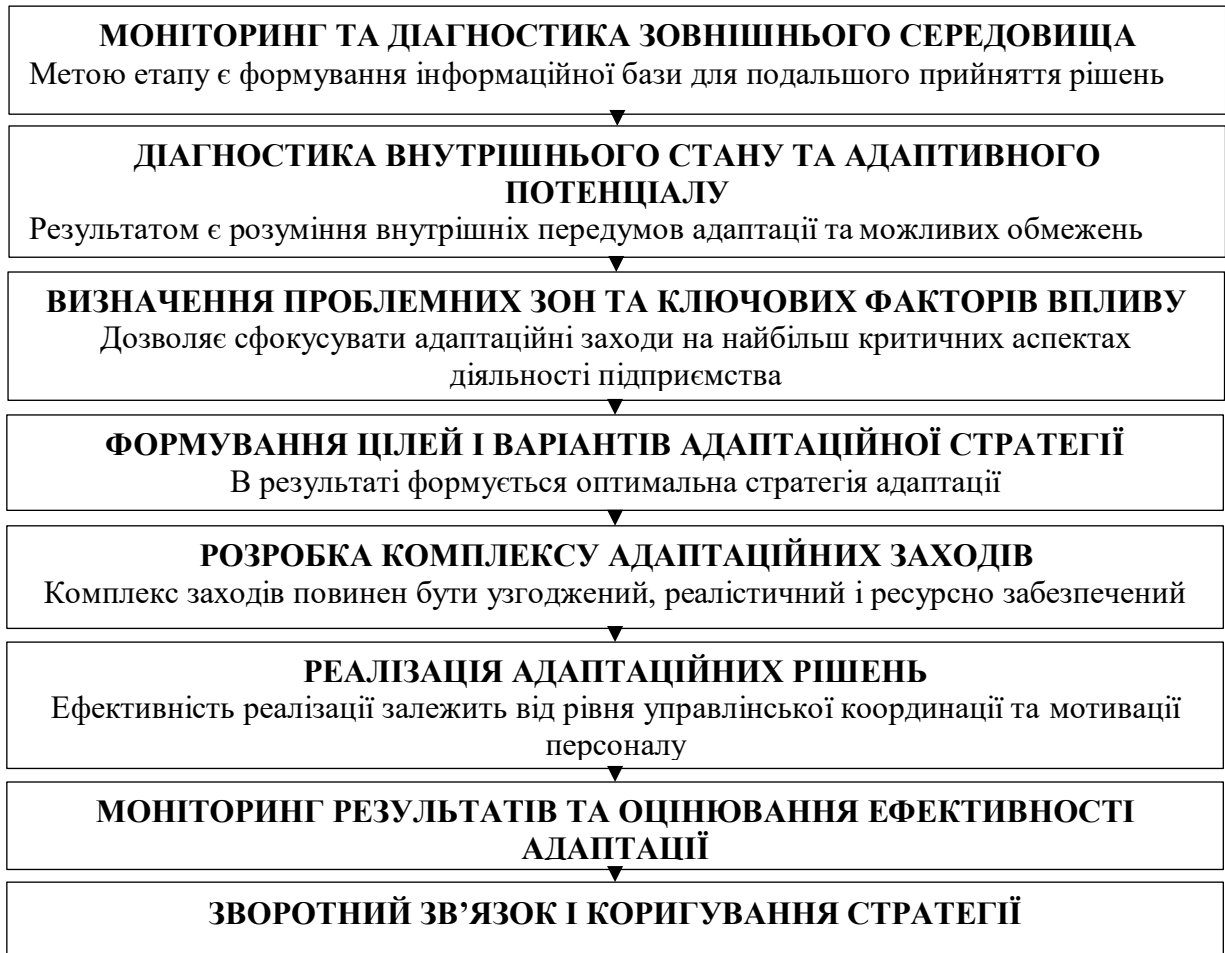 МОНІТОРИНГ ТА ДІАГНОСТИКА ЗОВНІШНЬОГО СЕРЕДОВИЩА
Метою етапу є формування інформаційної бази для подальшого прийняття рішень
ДІАГНОСТИКА ВНУТРІШНЬОГО СТАНУ ТА АДАПТИВНОГО
ПОТЕНЦІАЛУ
Результатом є розуміння внутрішніх передумов адаптації та можливих обмежень
ВИЗНАЧЕННЯ ПРОБЛЕМНИХ ЗОН ТА КЛЮЧОВИХ ФАКТОРІВ ВПЛИВУ
Дозволяє сфокусувати адаптаційні заходи на найбільш критичних аспектах
діяльності підприємства
ФОРМУВАННЯ ЦІЛЕЙ І ВАРІАНТІВ АДАПТАЦІЙНОЇ СТРАТЕГІЇ
В результаті формується оптимальна стратегія адаптації
РОЗРОБКА КОМПЛЕКСУ АДАПТАЦІЙНИХ ЗАХОДІВ
Комплекс заходів повинен бути узгоджений, реалістичний і ресурсно забезпечений
РЕАЛІЗАЦІЯ АДАПТАЦІЙНИХ РІШЕНЬ
Ефективність реалізації залежить від рівня управлінської координації та мотивації
персоналу
МОНІТОРИНГ РЕЗУЛЬТАТІВ ТА ОЦІНЮВАННЯ ЕФЕКТИВНОСТІ
АДАПТАЦІЇ
ЗВОРОТНИЙ ЗВ’ЯЗОК І КОРИГУВАННЯ СТРАТЕГІЇ